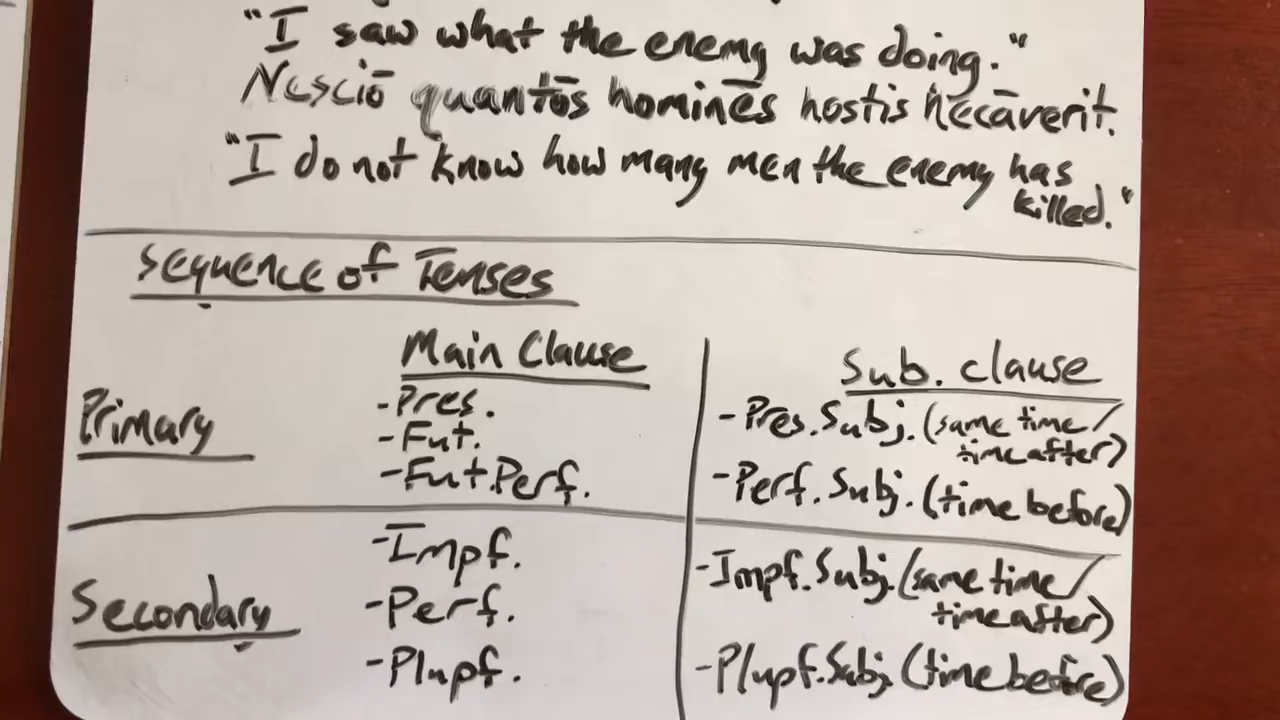 "I saw what the enemy was doing."
Nesciō quantōs hominēs hostis necāverit.
"I do not know how many men the enemy has
killed."
Sequence of Tenses
Main Clause
Sub. clause
Primary
-Pres.
-Fut.
-Fut.Perf.
-Pres.Subj.(same time/
time after)
-Perf.Subj.(time before)
Secondary
-Impf.
-Perf.
-Plupf.
-Impf.Subj.(same time/
time after)
-Plupf.Subj.(time before)